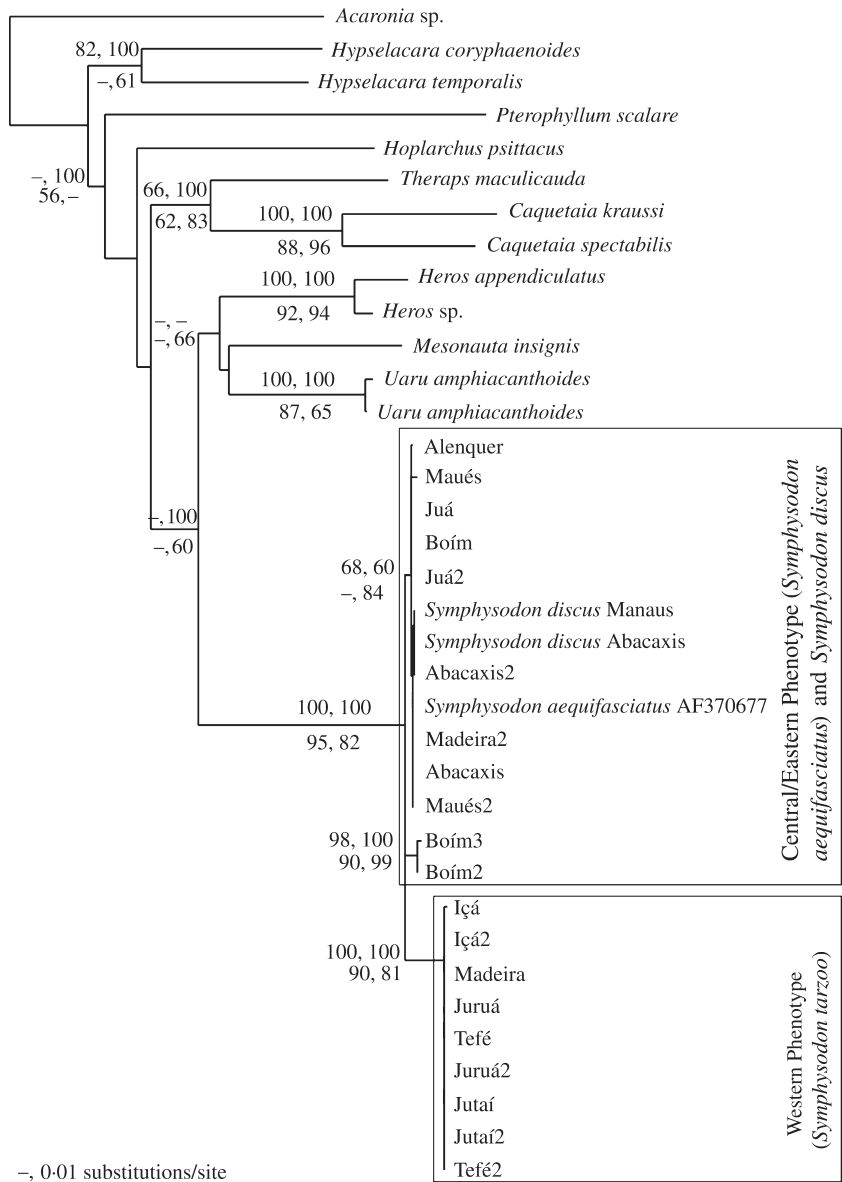 Acaronia sp.
82, 100
Hypselacara coryphaenoides
–, 61
Hypselacara temporalis
Pterophyllum scalare
Hoplarchus psittacus
–, 100
56, –
Theraps maculicauda
66, 100
62, 83
100, 100
Caquetaia kraussi
88, 96
Caquetaia spectabilis
100, 100
Heros appendiculatus
92, 94
Heros sp.
–, –
–, 66
Mesonauta insignis
100, 100
Uaru amphiacanthoides
87, 65
Uaru amphiacanthoides
Alenquer
Maués
Juá
–, 100
–, 60
Boím
68, 60
–, 84
Juá2
Symphysodon discus Manaus
Symphysodon discus Abacaxis
Abacaxis2
100, 100
95, 82
Symphysodon aequifasciatus AF370677
Madeira2
Abacaxis
Maués2
98, 100
90, 99
Boím3
Boím2
Central/Eastern Phenotype (Symphysodon
aequifasciatus) and Symphysodon discus
Içá
Içá2
100, 100
90, 81
Madeira
Juruá
Tefé
Juruá2
Jutaí
Jutaí2
Tefé2
Western Phenotype
(Symphysodon tarzoo)
–, 0·01 substitutions/site